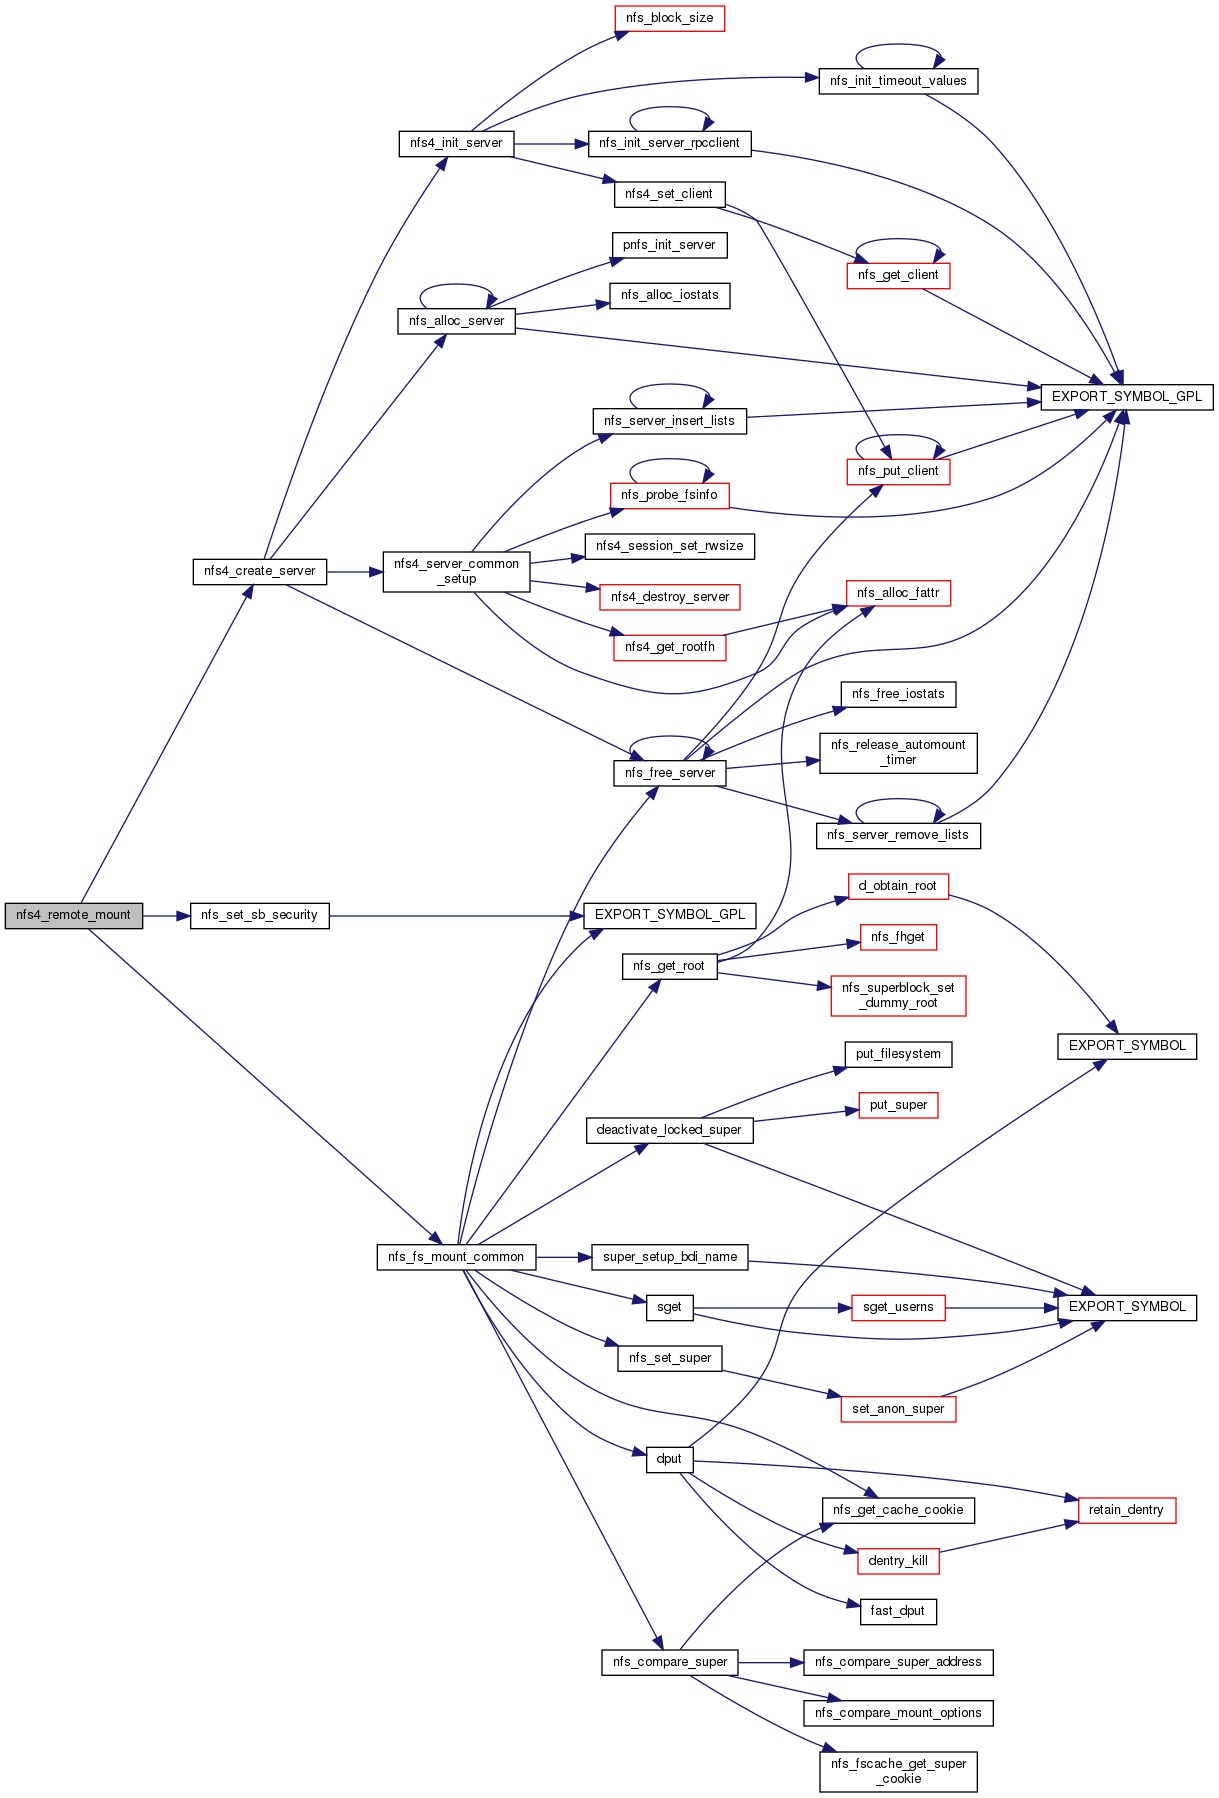 nfs_block_size
nfs_init_timeout_values
nfs4_init_server
nfs_init_server_rpcclient
nfs4_set_client
pnfs_init_server
nfs_get_client
nfs_alloc_iostats
nfs_alloc_server
EXPORT_SYMBOL_GPL
nfs_server_insert_lists
nfs_put_client
nfs_probe_fsinfo
nfs4_session_set_rwsize
nfs4_create_server
nfs4_server_common
_setup
nfs4_destroy_server
nfs_alloc_fattr
nfs4_get_rootfh
nfs_free_iostats
nfs_release_automount
_timer
nfs_free_server
nfs_server_remove_lists
d_obtain_root
nfs4_remote_mount
nfs_set_sb_security
EXPORT_SYMBOL_GPL
nfs_fhget
nfs_get_root
nfs_superblock_set
_dummy_root
EXPORT_SYMBOL
put_filesystem
put_super
deactivate_locked_super
nfs_fs_mount_common
super_setup_bdi_name
sget
sget_userns
EXPORT_SYMBOL
nfs_set_super
set_anon_super
dput
nfs_get_cache_cookie
retain_dentry
dentry_kill
fast_dput
nfs_compare_super
nfs_compare_super_address
nfs_compare_mount_options
nfs_fscache_get_super
_cookie